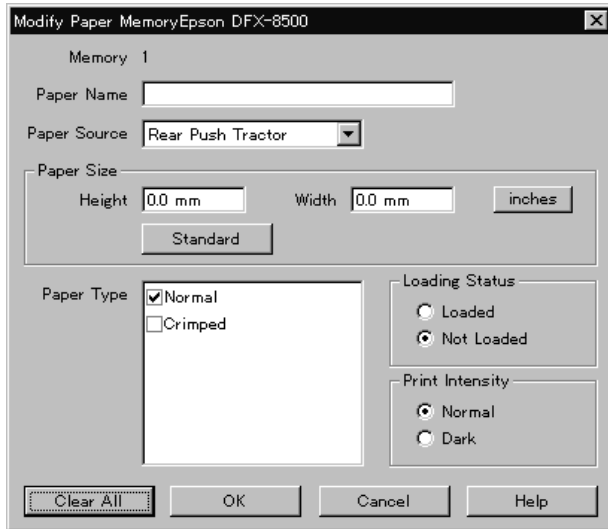 Modify Paper MemoryEpson DFX-8500
Memory 1
Paper Name
Paper Source Rear Push Tractor
Paper Size
Height 0.0 mm Width 0.0 mm inches
Standard
Paper Type
Normal
Crimped
Loading Status
Loaded
Not Loaded
Print Intensity
Normal
Dark
Clear All OK Cancel Help